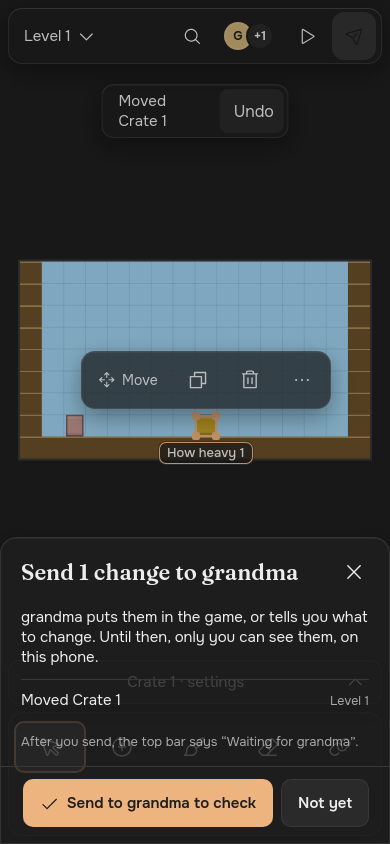 Level 1
G
+1
Moved
Crate 1
Undo
Move
How heavy 1
Send 1 change to grandma
grandma puts them in the game, or tells you what
to change. Until then, only you can see them, on
this phone.
Crate 1 · settings
Moved Crate 1
Level 1
After you send, the top bar says “Waiting for grandma”.
Send to grandma to check
Not yet